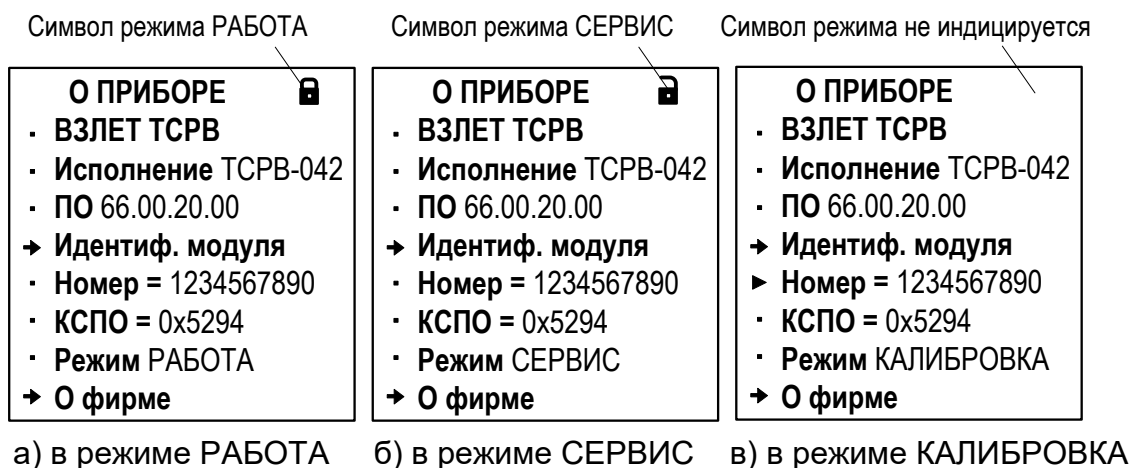 Символ режима РАБОТА
О ПРИБОРЕ
ВЗЛЕТ ТСРВ
Исполнение ТСРВ-042
ПО 66.00.20.00
Идентиф. модуля
Номер = 1234567890
КСПО = 0x5294
Режим РАБОТА
О фирме
а) в режиме РАБОТА
Символ режима СЕРВИС
О ПРИБОРЕ
ВЗЛЕТ ТСРВ
Исполнение ТСРВ-042
ПО 66.00.20.00
Идентиф. модуля
Номер = 1234567890
КСПО = 0x5294
Режим СЕРВИС
О фирме
б) в режиме СЕРВИС
Символ режима не индицируется
О ПРИБОРЕ
ВЗЛЕТ ТСРВ
Исполнение ТСРВ-042
ПО 66.00.20.00
Идентиф. модуля
Номер = 1234567890
КСПО = 0x5294
Режим КАЛИБРОВКА
О фирме
в) в режиме КАЛИБРОВКА